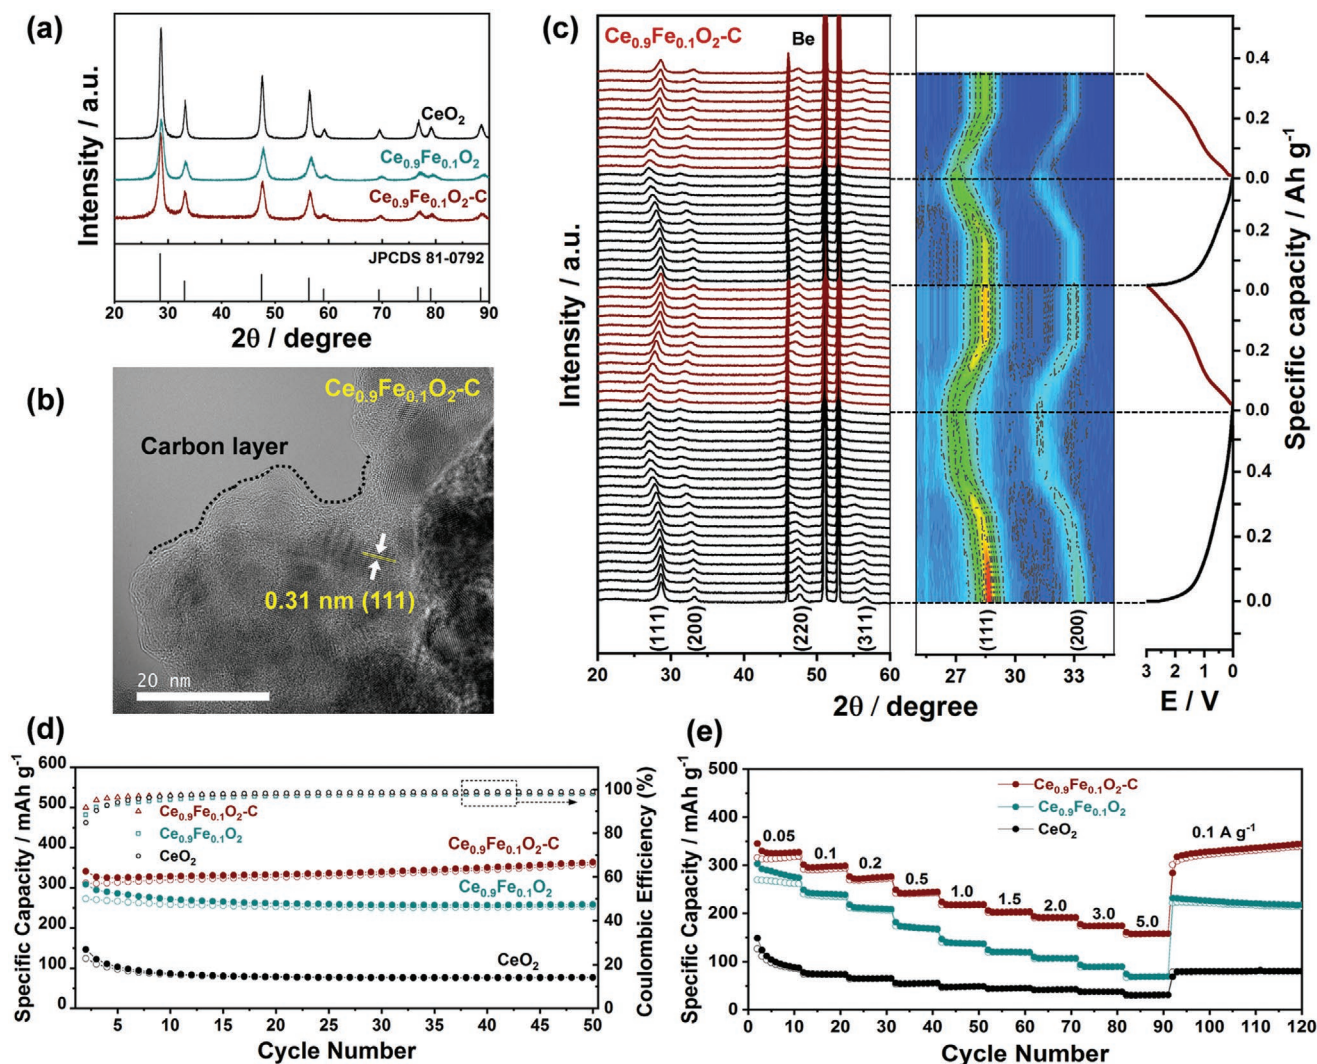 (a)
Intensity / a.u.
CeO2
Ce0.9Fe0.1O2
Ce0.9Fe0.1O2-C
JPCDS 81-0792
20 30 40 50 60 70 80 90
2θ / degree
(b)
Ce0.9Fe0.1O2-C
Carbon layer
0.31 nm (111)
20 nm
(c)
Ce0.9Fe0.1O2-C
Be
Intensity / a.u.
(111)
(200)
(220)
(311)
20 30 40 50 60
(111)
(200)
27 30 33
2θ / degree
0.4
0.2
0.0
0.2
0.0
0.2
0.0
0.4
0.2
0.0
Specific capacity / Ah g-1
3 2 1 0
E / V
(d)
Specific Capacity / mAh g-1
600
500
400
300
200
100
0
Ce0.9Fe0.1O2-C
Ce0.9Fe0.1O2
CeO2
Ce0.9Fe0.1O2-C
Ce0.9Fe0.1O2
CeO2
100
80
60
40
20
0
Coulombic Efficiency (%)
5 10 15 20 25 30 35 40 45 50
Cycle Number
(e)
Specific Capacity / mAh g-1
500
400
300
200
100
0
Ce0.9Fe0.1O2-C
Ce0.9Fe0.1O2
CeO2
0.05
0.1
0.2
0.5
1.0
1.5
2.0
3.0
5.0
0.1 A g-1
0 10 20 30 40 50 60 70 80 90 100 110 120
Cycle Number